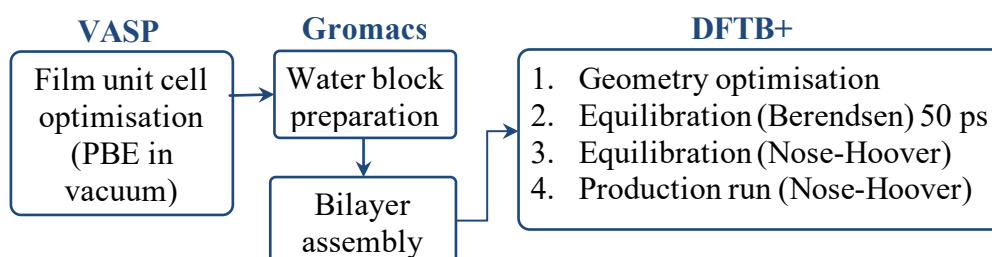 VASP
Film unit cell
optimisation
(PBE in
vacuum)
Gromacs
Water block
preparation
Bilayer
assembly
DFTB+
1. Geometry optimisation
2. Equilibration (Berendsen) 50 ps
3. Equilibration (Nose-Hoover)
4. Production run (Nose-Hoover)